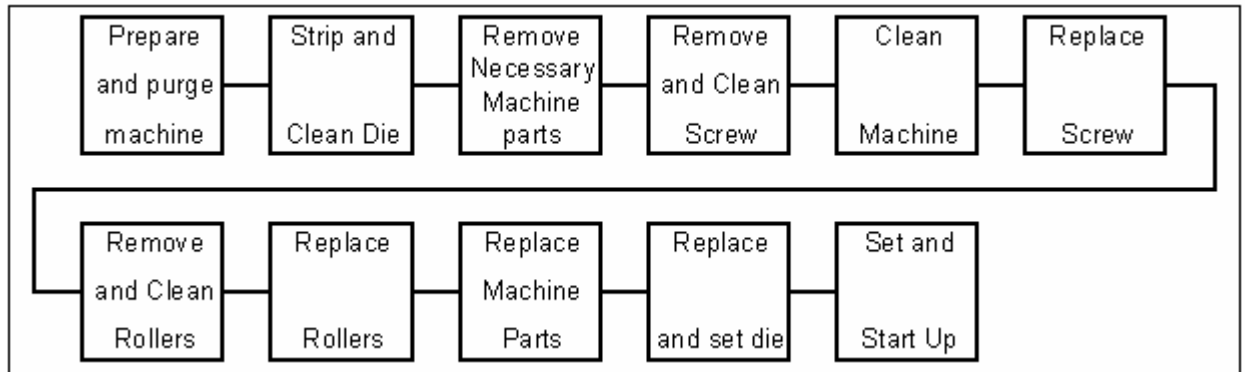 Prepare
and purge
machine
Strip and
Clean Die
Remove
Necessary
Machine
parts
Remove
and Clean
Screw
Clean
Machine
Replace
Screw
Remove
and Clean
Rollers
Replace
Rollers
Replace
Machine
Parts
Replace
and set die
Set and
Start Up